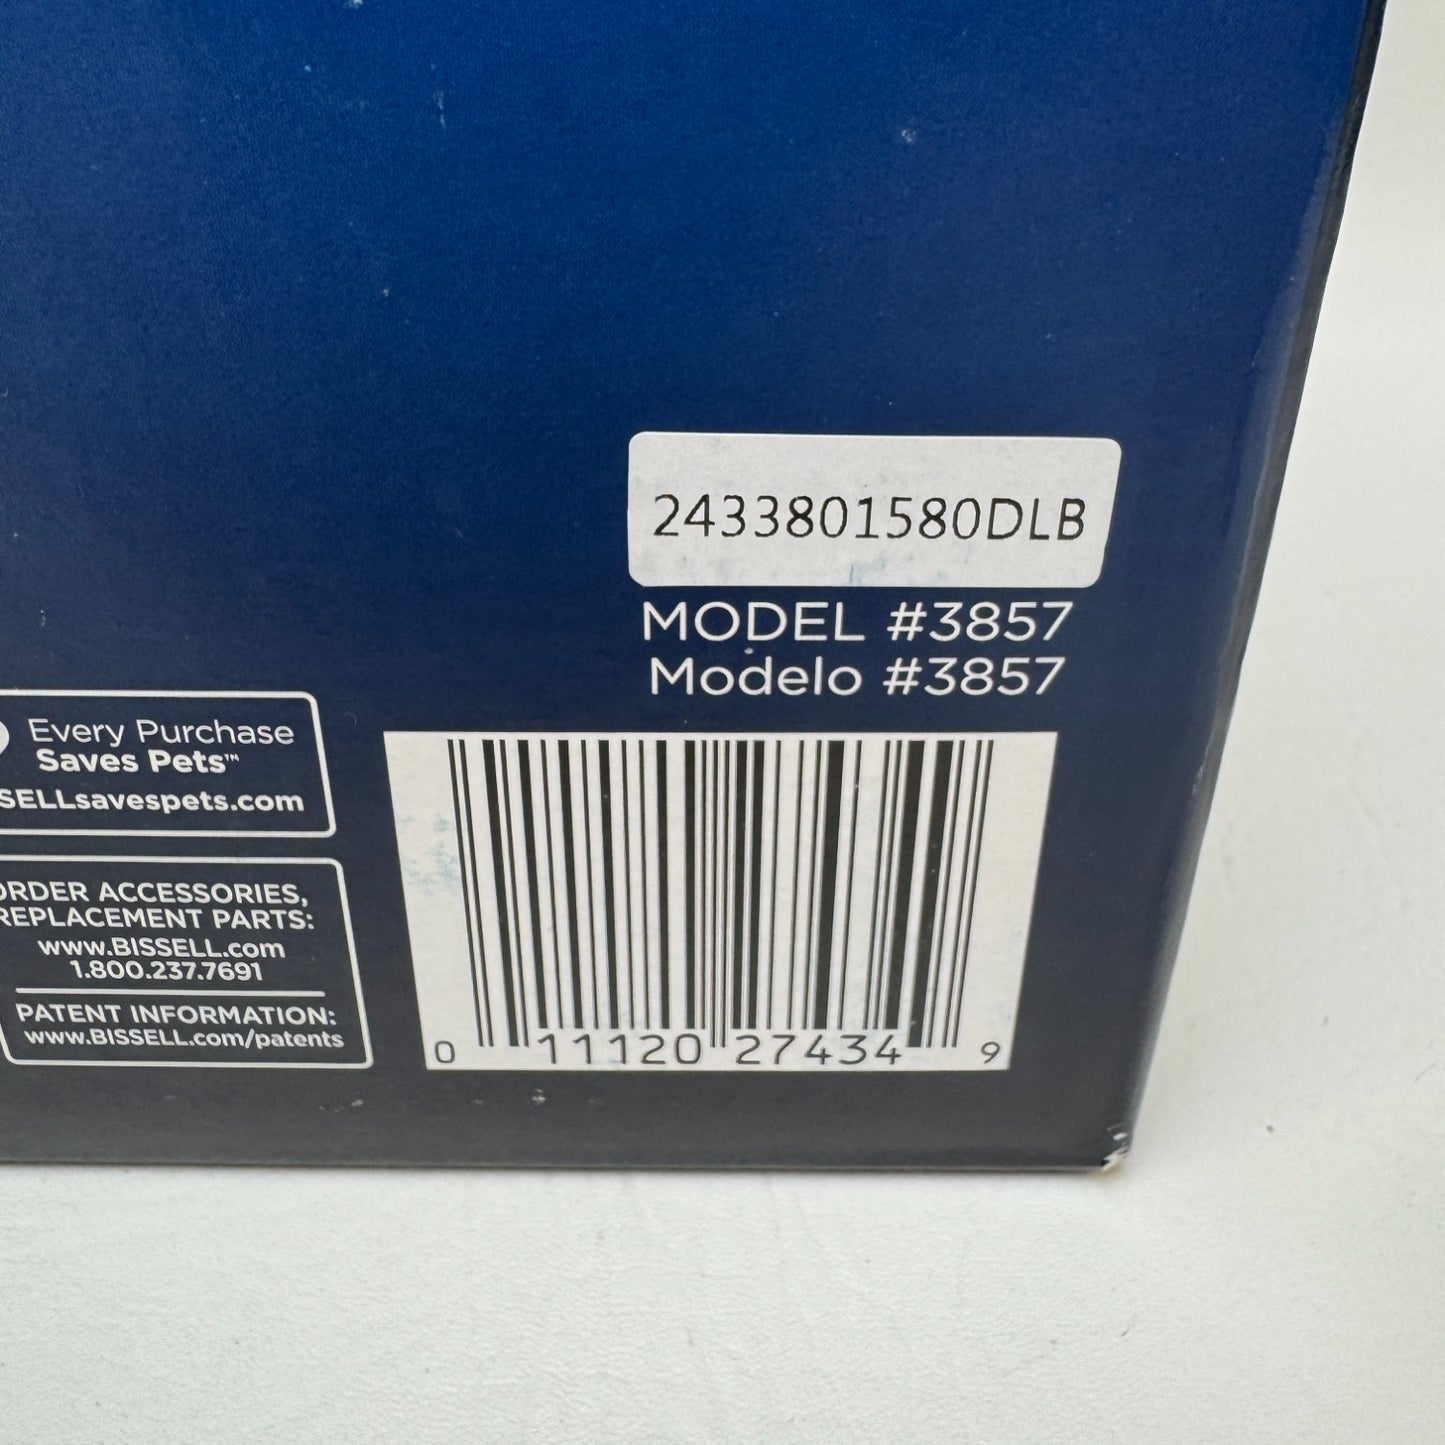 2433801580DLB
MODEL #3857
Modelo #3857
Every Purchase
Saves Pets™
SELLsavespets.com
ORDER ACCESSORIES,
REPLACEMENT PARTS:
www.BISSELL.com
1.800.237.7691
PATENT INFORMATION:
www.BISSELL.com/patents
0 11120 27434 9